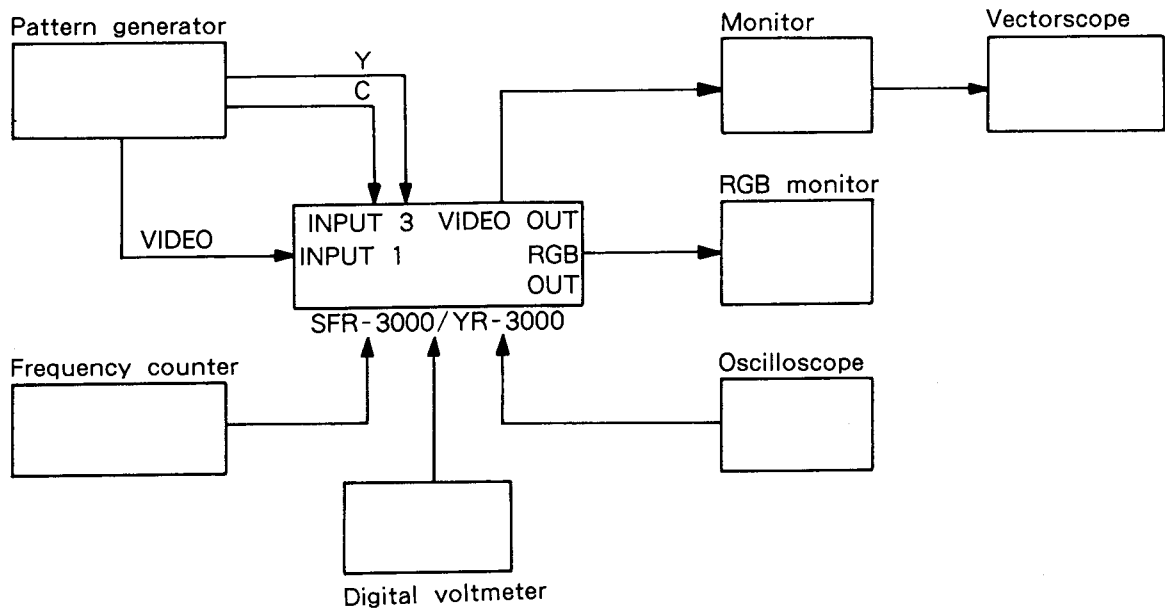 Pattern generator
Monitor
Vectorscope
Y
C
RGB monitor
INPUT 3 VIDEO OUT
VIDEO
INPUT 1 RGB
OUT
SFR-3000/YR-3000
Frequency counter
Oscilloscope
Digital voltmeter